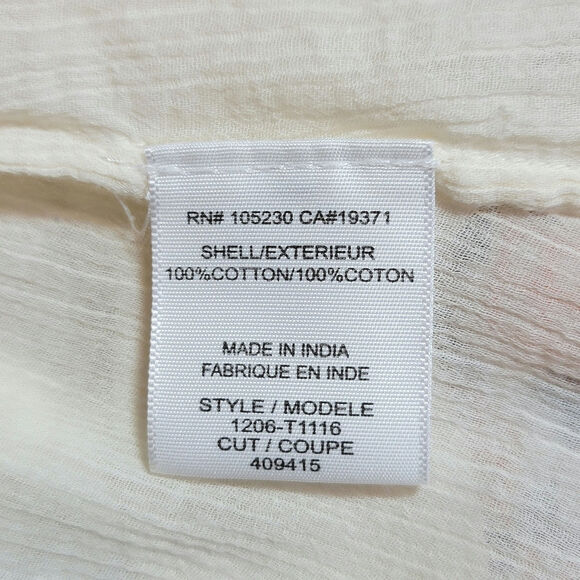 RN# 105230 CA#19371
SHELL/EXTERIEUR
100%COTTON/100%COTON
MADE IN INDIA
FABRIQUE EN INDE
STYLE / MODELE
1206-T1116
CUT / COUPE
409415